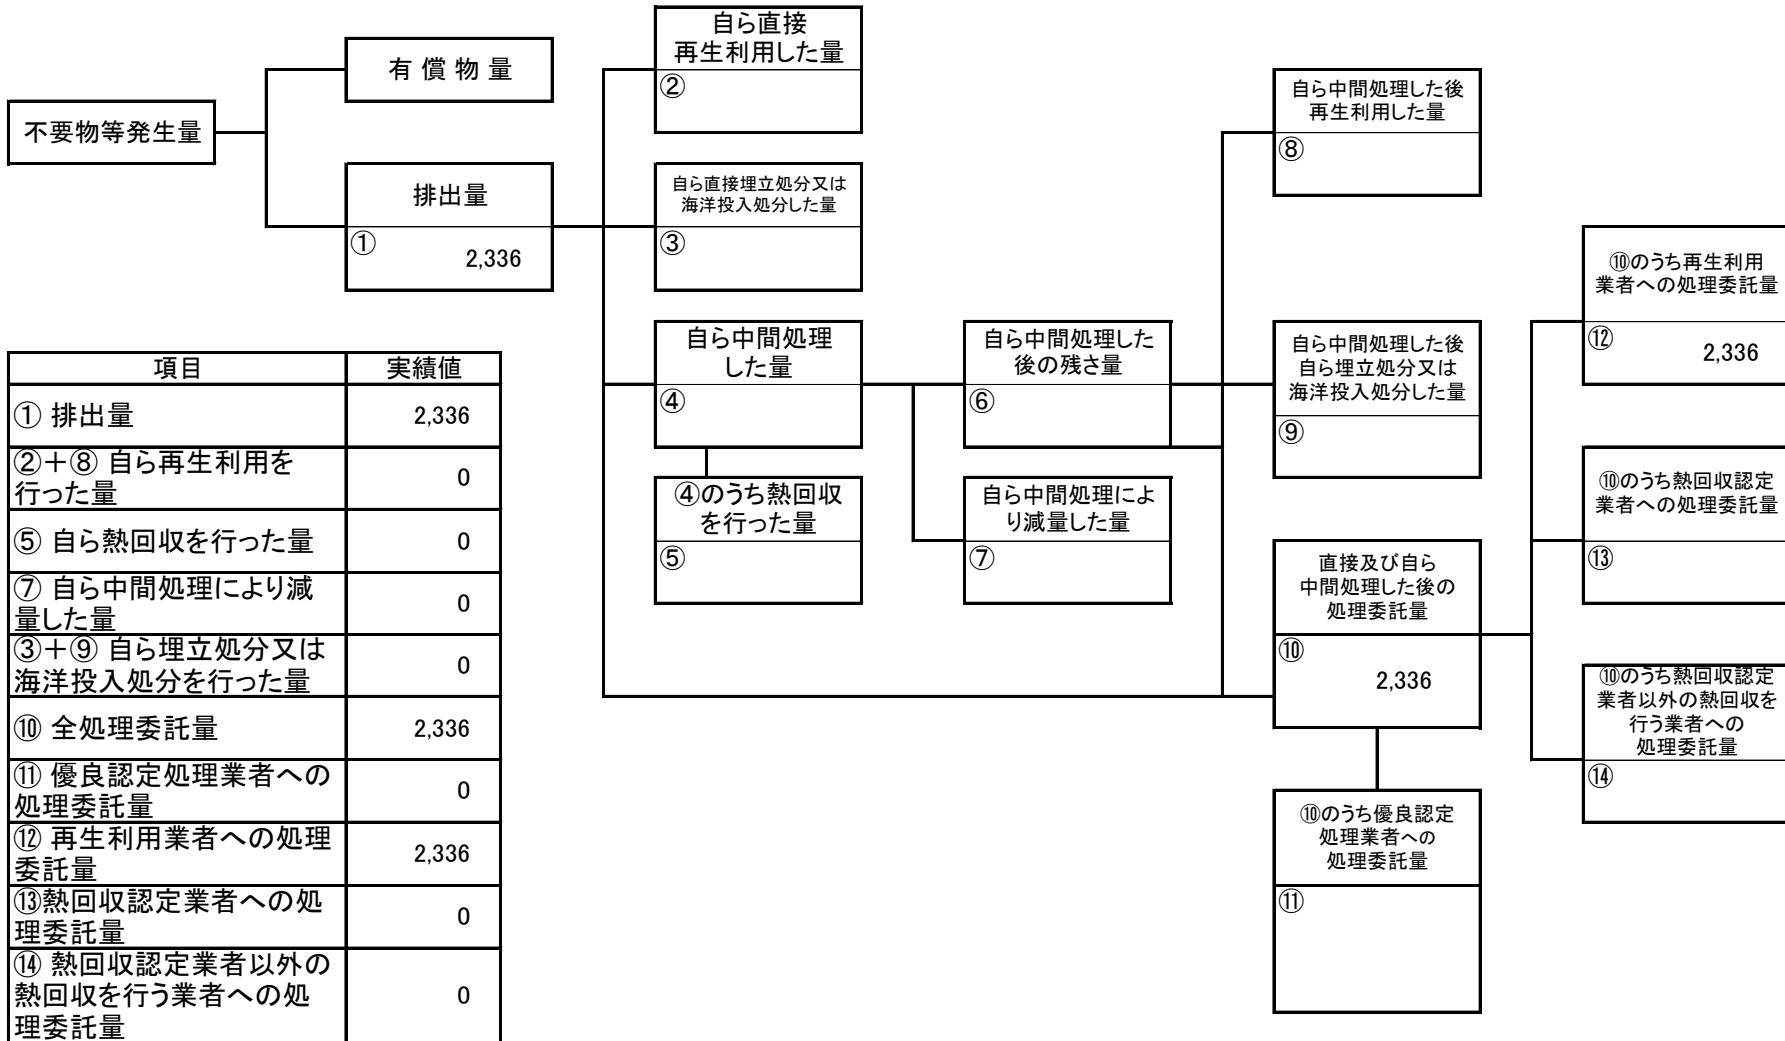 不要物等発生量
有 償 物 量
排出量
①
2,336
自ら直接
再生利用した量
②
自ら直接埋立処分又は
海洋投入処分した量
③
自ら中間処理
した量
④
④のうち熱回収
を行った量
⑤
自ら中間処理した
後の残さ量
⑥
自ら中間処理によ
り減量した量
⑦
自ら中間処理した後
再生利用した量
⑧
自ら中間処理した後
自ら埋立処分又は
海洋投入処分した量
⑨
直接及び自ら
中間処理した後の
処理委託量
⑩
2,336
⑩のうち優良認定
処理業者への
処理委託量
⑪
⑩のうち再生利用
業者への処理委託量
⑫
2,336
⑩のうち熱回収認定
業者への処理委託量
⑬
⑩のうち熱回収認定
業者以外の熱回収を
行う業者への
処理委託量
⑭
項目 実績値
① 排出量 2,336
②＋⑧ 自ら再生利用を
行った量 0
⑤ 自ら熱回収を行った量 0
⑦ 自ら中間処理により減
量した量 0
③＋⑨ 自ら埋立処分又は
海洋投入処分を行った量 0
⑩ 全処理委託量 2,336
⑪ 優良認定処理業者への
処理委託量 0
⑫ 再生利用業者への処理
委託量 2,336
⑬熱回収認定業者への処
理委託量 0
⑭ 熱回収認定業者以外の
熱回収を行う業者への処
理委託量 0